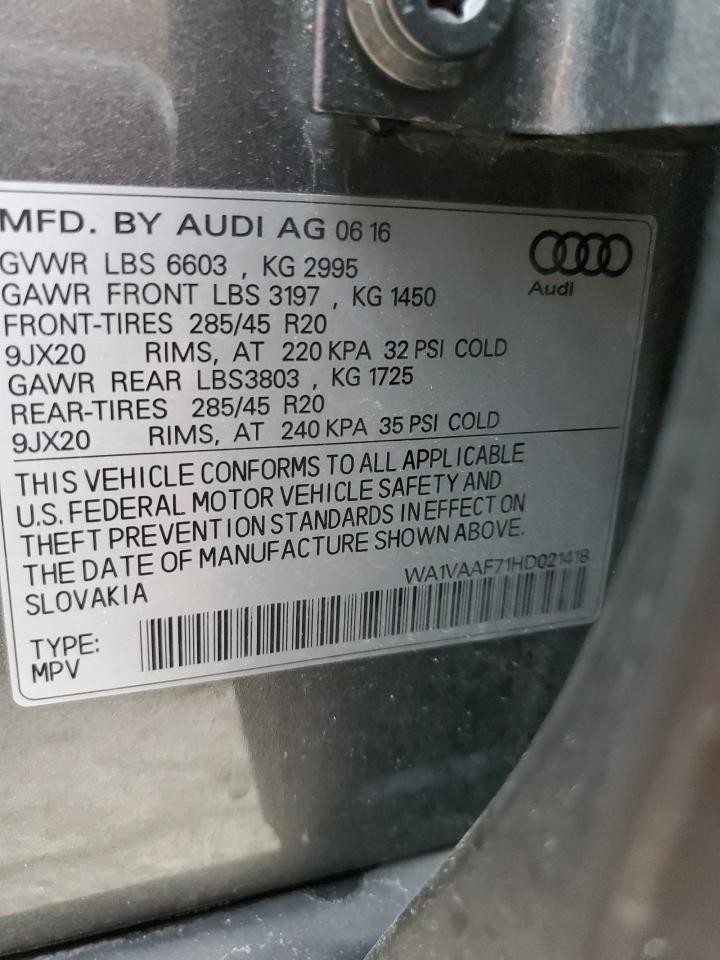 MFD. BY AUDI AG 06 16
GVWR LBS 6603 , KG 2995
GAWR FRONT LBS 3197 , KG 1450
FRONT-TIRES 285/45 R20
9JX20 RIMS, AT 220 KPA 32 PSI COLD
GAWR REAR LBS3803 , KG 1725
REAR-TIRES 285/45 R20
9JX20 RIMS, AT 240 KPA 35 PSI COLD
Audi
THIS VEHICLE CONFORMS TO ALL APPLICABLE
U.S. FEDERAL MOTOR VEHICLE SAFETY AND
THEFT PREVENTION STANDARDS IN EFFECT ON
THE DATE OF MANUFACTURE SHOWN ABOVE.
SLOVAKIA
WA1VAAF71HD021418
TYPE:
MPV